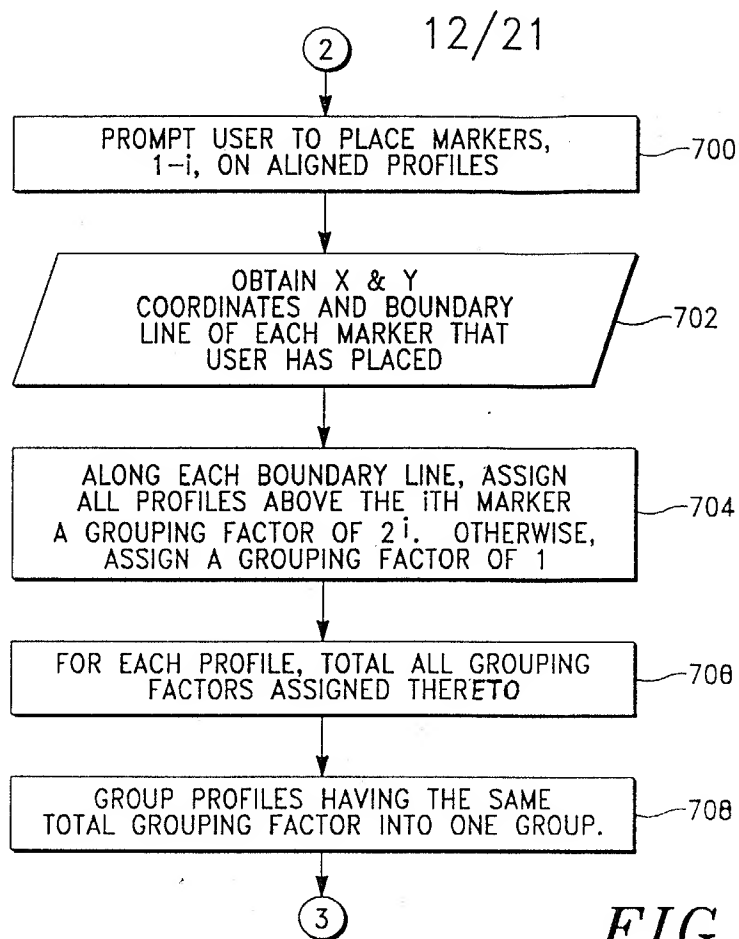 12/21
2
PROMPT USER TO PLACE MARKERS,
1-i, ON ALIGNED PROFILES
700
OBTAIN X & Y
COORDINATES AND BOUNDARY
LINE OF EACH MARKER THAT
USER HAS PLACED
702
ALONG EACH BOUNDARY LINE, ASSIGN
ALL PROFILES ABOVE THE iTH MARKER
A GROUPING FACTOR OF 2ⁱ. OTHERWISE,
ASSIGN A GROUPING FACTOR OF 1
704
FOR EACH PROFILE, TOTAL ALL GROUPING
FACTORS ASSIGNED THERETO
706
GROUP PROFILES HAVING THE SAME
TOTAL GROUPING FACTOR INTO ONE GROUP.
708
3
FIG